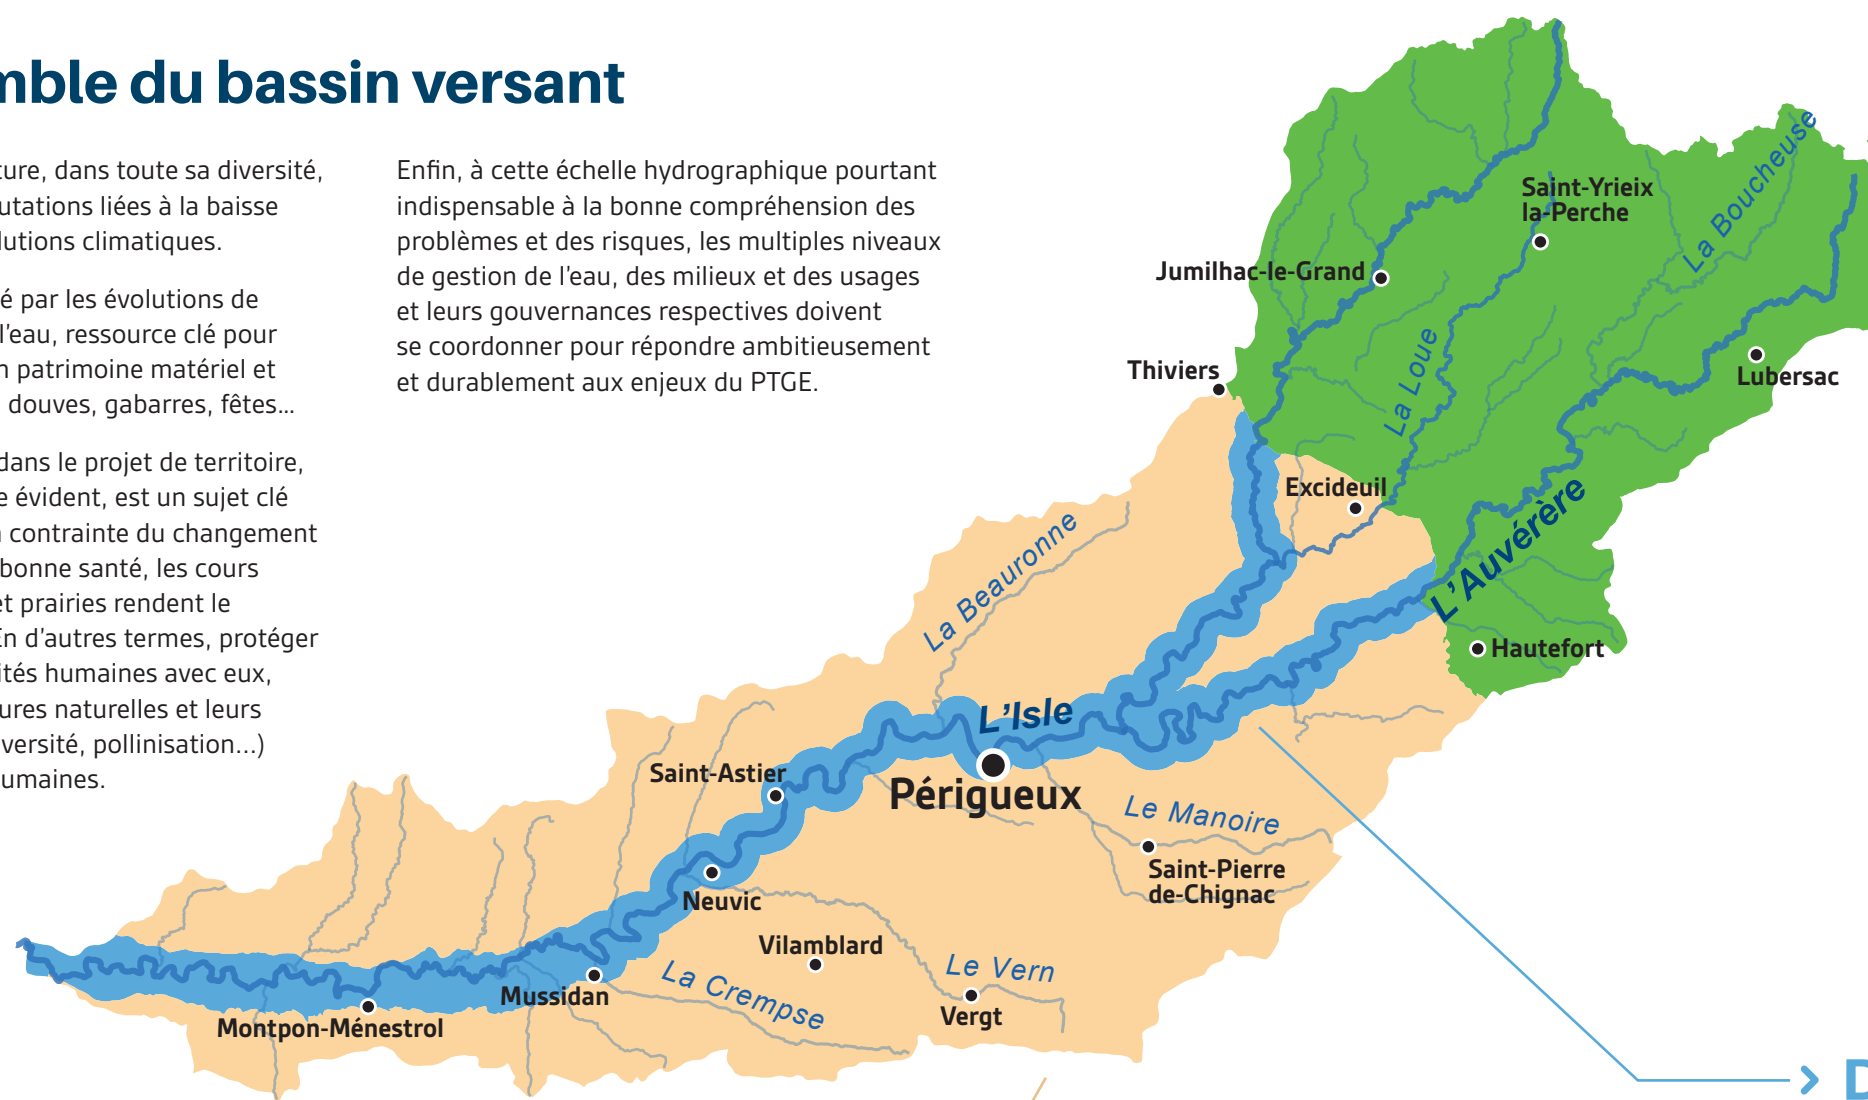 mble du bassin versant
ture, dans toute sa diversité,
utations liées à la baisse
lutions climatiques.
é par les évolutions de
l'eau, ressource clé pour
n patrimoine matériel et
douves, gabarres, fêtes...
dans le projet de territoire,
e évident, est un sujet clé
a contrainte du changement
bonne santé, les cours
et prairies rendent le
En d'autres termes, protéger
ités humaines avec eux,
ures naturelles et leurs
versité, pollinisation...)
umaines.
Enfin, à cette échelle hydrographique pourtant
indispensable à la bonne compréhension des
problèmes et des risques, les multiples niveaux
de gestion de l'eau, des milieux et des usages
et leurs gouvernances respectives doivent
se coordonner pour répondre ambitieusement
et durablement aux enjeux du PTGE.
La Boucheuse
Saint-Yrieix
la-Perche
Jumilhac-le-Grand
La Loue
Thiviers
Lubersac
Excideuil
L'Auvérère
La Beauronne
Hautefort
L'Isle
Saint-Astier
Périgueux
Le Manoire
Saint-Pierre
de-Chignac
Neuvic
Vilamblard
Le Vern
La Crempse
Mussidan
Vergt
Montpon-Ménestrol
D